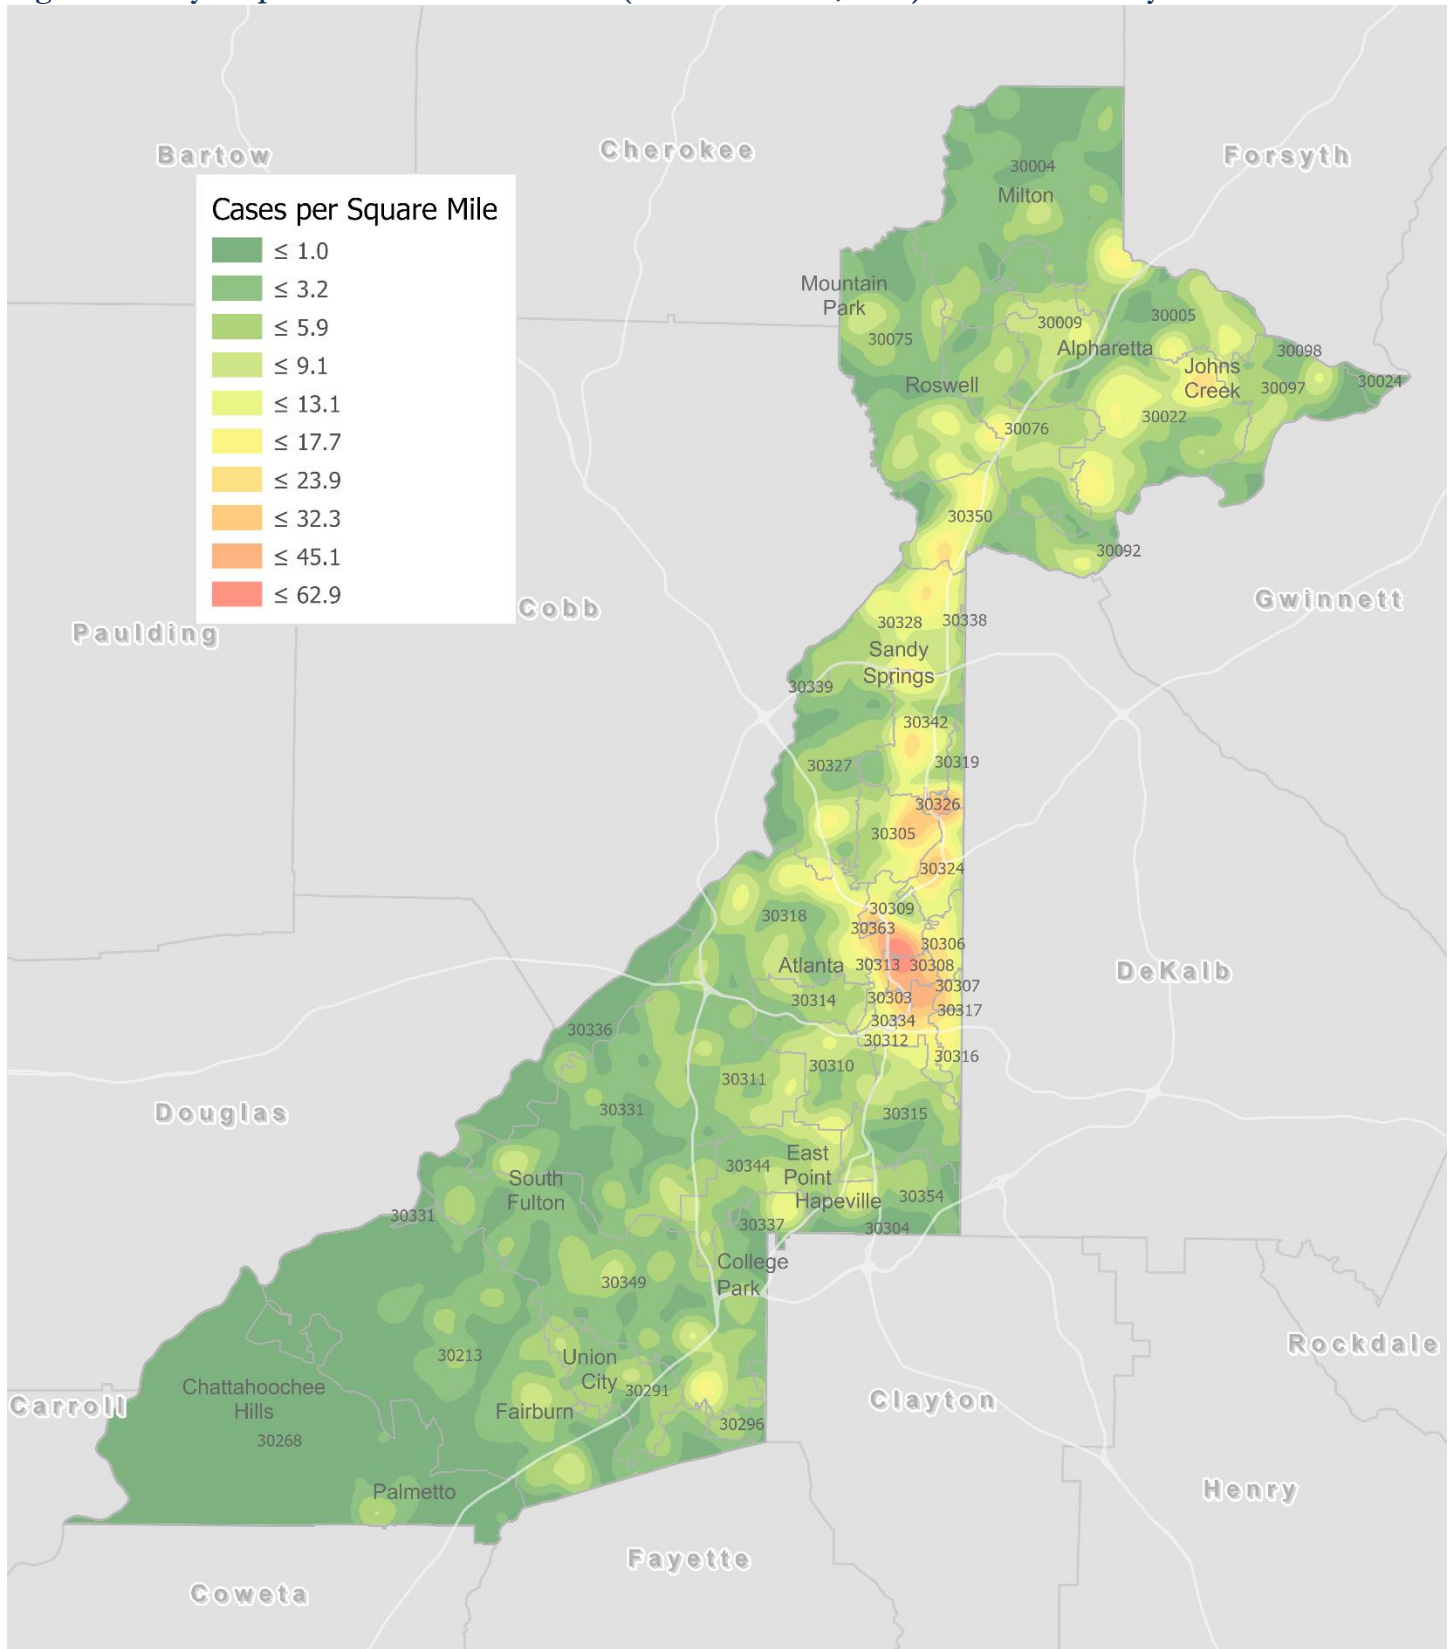 Bartow
Cherokee
Forsyth
30004
Milton
Cases per Square Mile
≤ 1.0
≤ 3.2
≤ 5.9
≤ 9.1
≤ 13.1
≤ 17.7
≤ 23.9
≤ 32.3
≤ 45.1
≤ 62.9
Mountain
Park
30075
30009
30005
Alpharetta
30098
Johns
Creek
30097
30024
Roswell
30022
30076
30350
30092
Cobb
Gwinnett
Paulding
30328
30338
Sandy
Springs
30339
30342
30327
30319
30326
30305
30324
30309
30318
30363
30306
Atlanta
30313
30308
DeKalb
30307
30314
30303
30317
30334
30336
30312
30316
30310
30311
Douglas
30331
30315
East
Point
30344
South
Fulton
Hapeville
30354
30331
30337
30304
College
Park
30349
Rockdale
30213
Union
City
30291
Chattahoochee
Hills
Carroll
Fairburn
Clayton
30296
30268
Palmetto
Henry
Fayette
Coweta